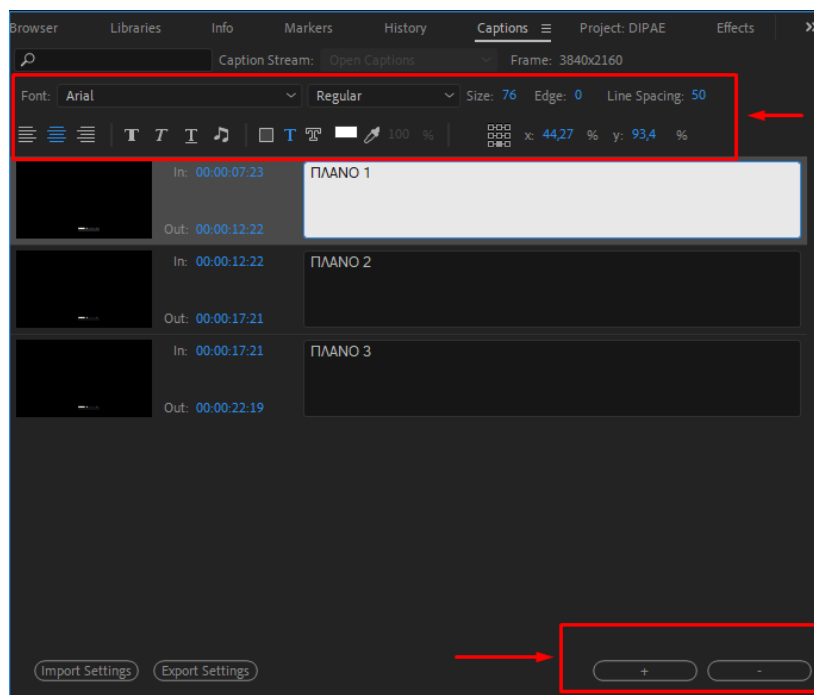 Browser Libraries Info Markers History Captions Project: DIPAE Effects
Caption Stream: Open Captions Frame: 3840x2160
Font: Arial Regular Size: 76 Edge: 0 Line Spacing: 50
T T T T T 100 % x: 44,27 % y: 93,4 %
In: 00:00:07:23 ΠΛΑΝΟ 1
Out: 00:00:12:22
In: 00:00:12:22 ΠΛΑΝΟ 2
Out: 00:00:17:21
In: 00:00:17:21 ΠΛΑΝΟ 3
Out: 00:00:22:19
Import Settings Export Settings + -